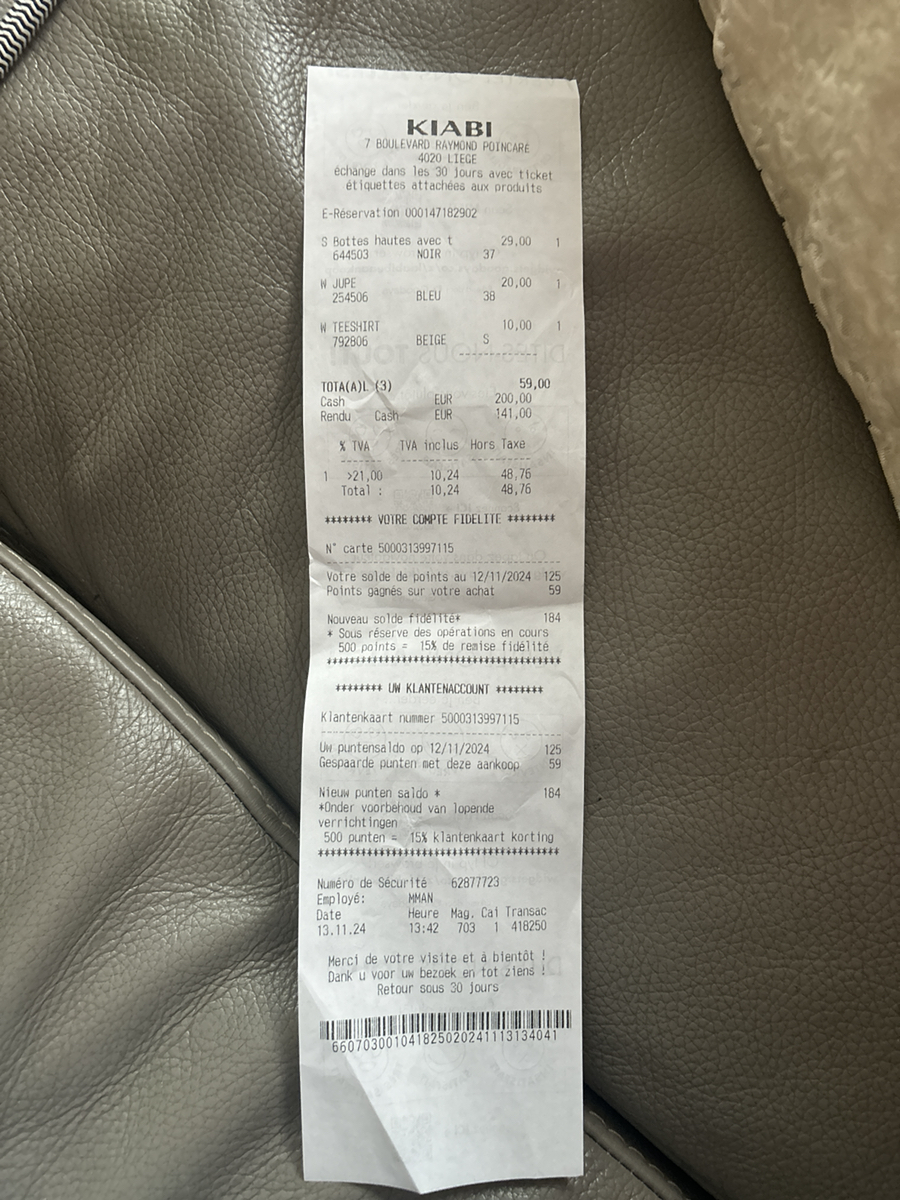 KIABI
7 BOULEVARD RAYMOND POINCARE
4020 LIEGE
échange dans les 30 jours avec ticket
étiquettes attachées aux produits
E-Réservation 000147182902
S Bottes hautes avec t 29,00 1
644503 NOIR 37
W JUPE 20,00 1
254506 BLEU 38
W TEESHIRT 10,00 1
792806 BEIGE S
------------
TOTA(A)L (3) 59,00
Cash EUR 200,00
Rendu Cash EUR 141,00
% TVA TVA inclus Hors Taxe
------ ---------- ---------
1 >21,00 10,24 48,76
Total : 10,24 48,76
******** VOTRE COMPTE FIDELITE ********
N° carte 5000313997115
----------------------------------------
Votre solde de points au 12/11/2024 125
Points gagnés sur votre achat 59
Nouveau solde fidélité* 184
* Sous réserve des opérations en cours
500 points = 15% de remise fidélité
****************************************
******** UW KLANTENACCOUNT ********
Klantenkaart nummer 5000313997115
----------------------------------------
Uw puntensaldo op 12/11/2024 125
Gespaarde punten met deze aankoop 59
Nieuw punten saldo * 184
*Onder voorbehoud van lopende
verrichtingen
500 punten = 15% klantenkaart korting
****************************************
Numéro de Sécurité 62877723
Employé: MMAN
Date Heure Mag. Cai Transac
13.11.24 13:42 703 1 418250
Merci de votre visite et à bientôt !
Dank u voor uw bezoek en tot ziens !
Retour sous 30 jours
66070300104182502024111313​4041